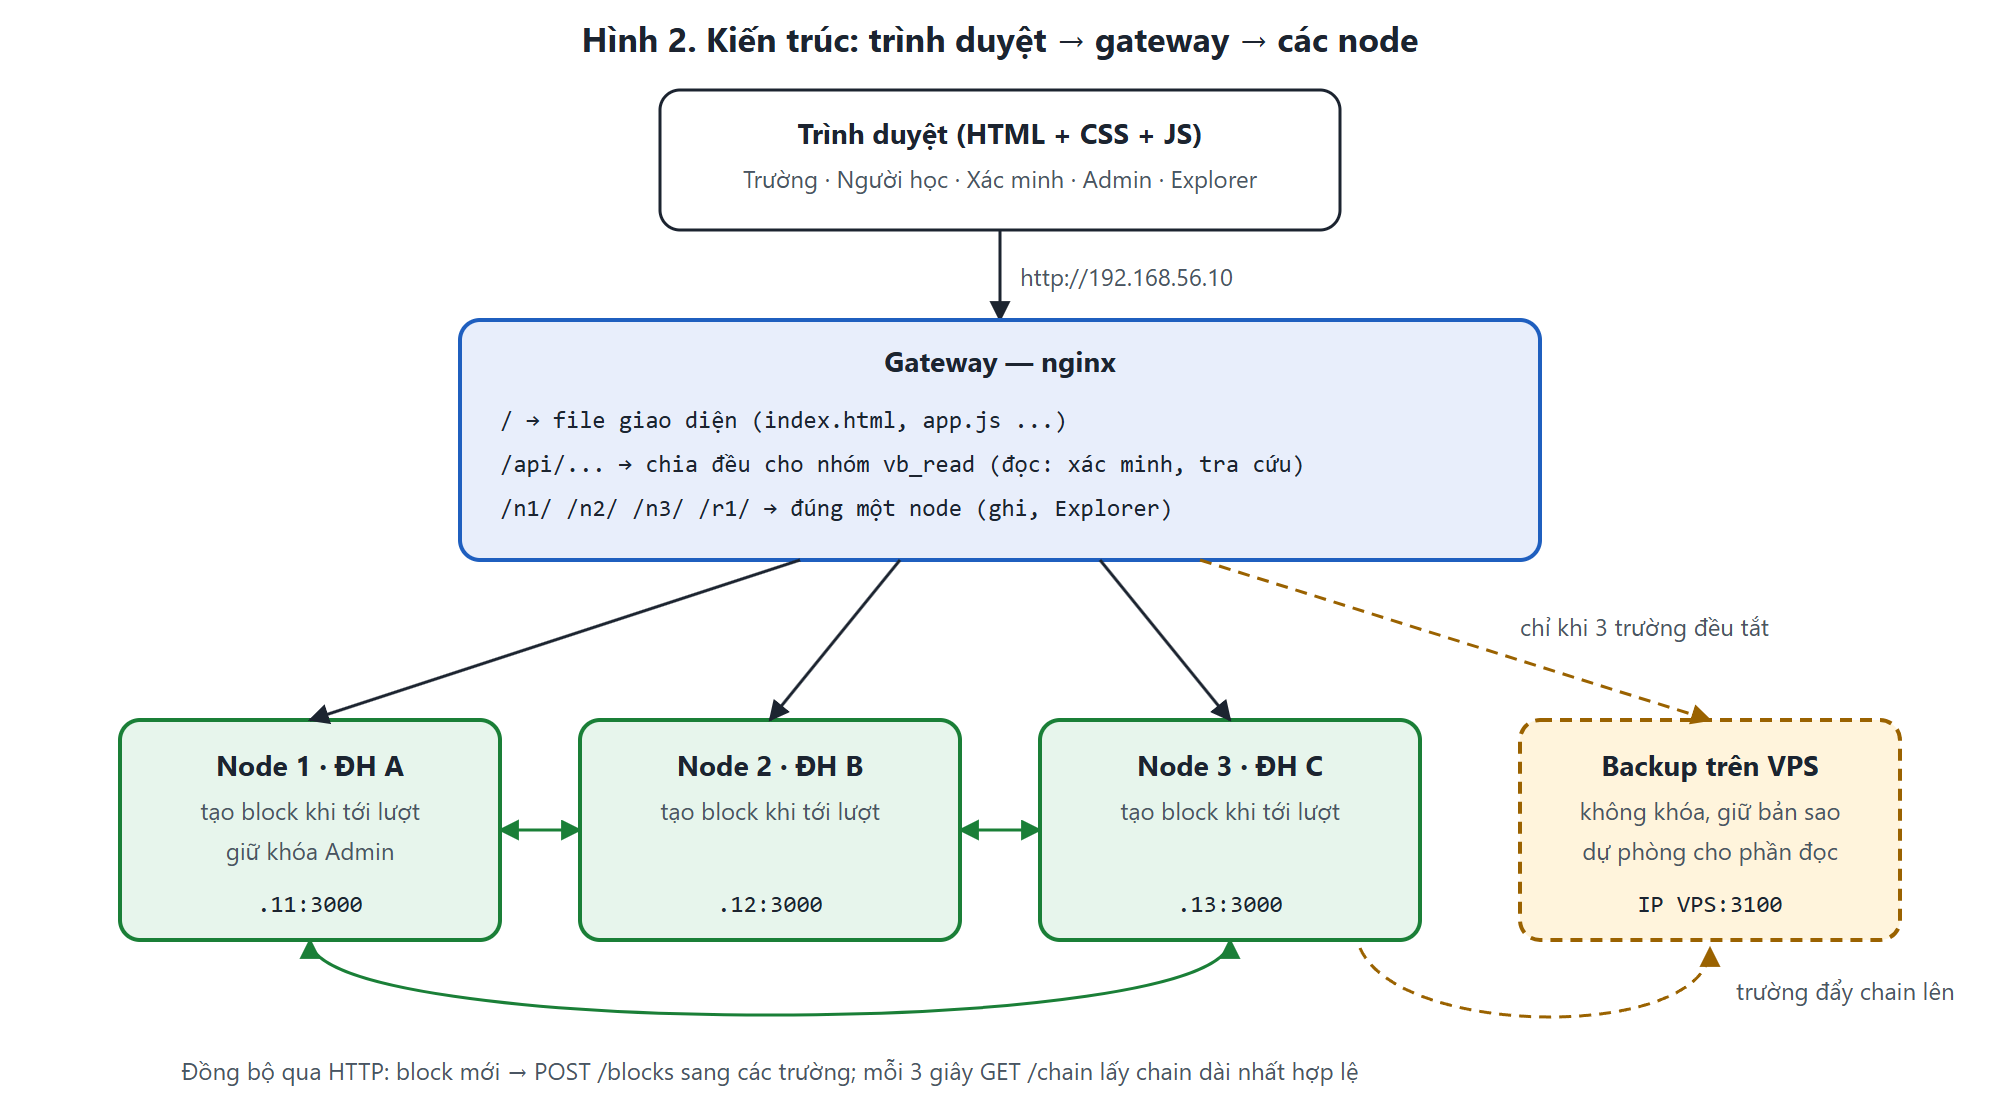 Hình 2. Kiến trúc: trình duyệt → gateway → các node
Trình duyệt (HTML + CSS + JS)
Trường · Người học · Xác minh · Admin · Explorer
http://192.168.56.10
Gateway — nginx
/ → file giao diện (index.html, app.js ...)
/api/... → chia đều cho nhóm vb_read (đọc: xác minh, tra cứu)
/n1/ /n2/ /n3/ /r1/ → đúng một node (ghi, Explorer)
chỉ khi 3 trường đều tắt
Node 1 · ĐH A
tạo block khi tới lượt
giữ khóa Admin
.11:3000
Node 2 · ĐH B
tạo block khi tới lượt
.12:3000
Node 3 · ĐH C
tạo block khi tới lượt
.13:3000
Backup trên VPS
không khóa, giữ bản sao
dự phòng cho phần đọc
IP VPS:3100
trường đẩy chain lên
Đồng bộ qua HTTP: block mới → POST /blocks sang các trường; mỗi 3 giây GET /chain lấy chain dài nhất hợp lệ